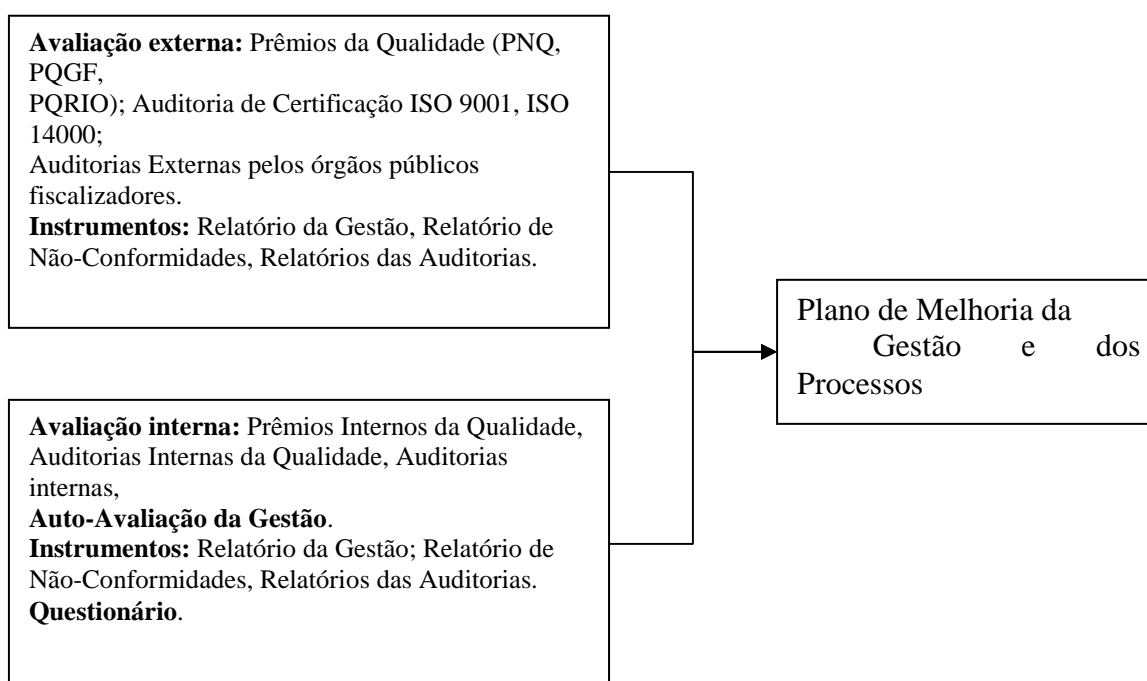 Avaliação externa: Prêmios da Qualidade (PNQ,
PQGF,
PQRIO); Auditoria de Certificação ISO 9001, ISO
14000;
Auditorias Externas pelos órgãos públicos
fiscalizadores.
Instrumentos: Relatório da Gestão, Relatório de
Não-Conformidades, Relatórios das Auditorias.
Plano de Melhoria da
Gestão e dos
Processos
Avaliação interna: Prêmios Internos da Qualidade,
Auditorias Internas da Qualidade, Auditorias
internas,
Auto-Avaliação da Gestão.
Instrumentos: Relatório da Gestão; Relatório de
Não-Conformidades, Relatórios das Auditorias.
Questionário.